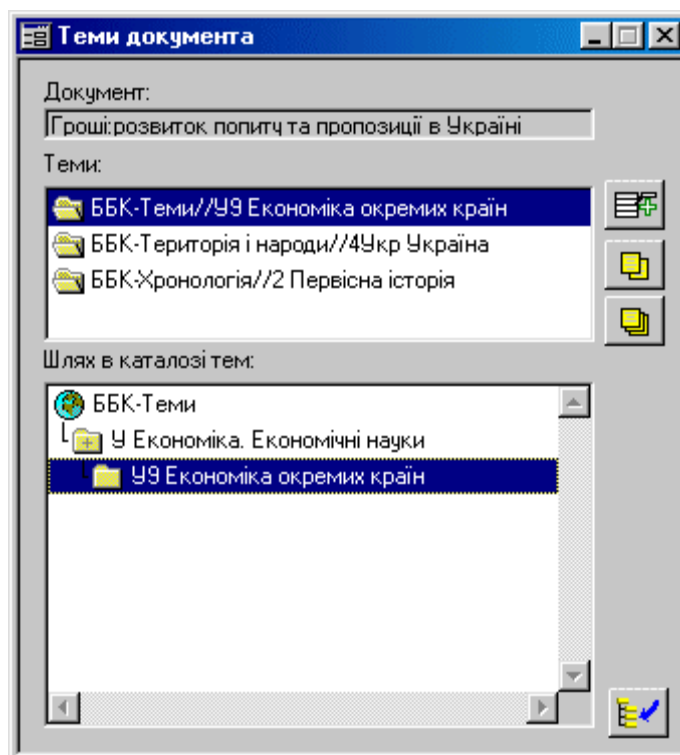 Теми документа
Документ:
Гроші:розвиток попиту та пропозиції в Україні
Теми:
ББК-Теми//У9 Економіка окремих країн
ББК-Територія і народи//4Укр Україна
ББК-Хронологія//2 Первісна історія
Шлях в каталозі тем:
ББК-Теми
У Економіка. Економічні науки
У9 Економіка окремих країн